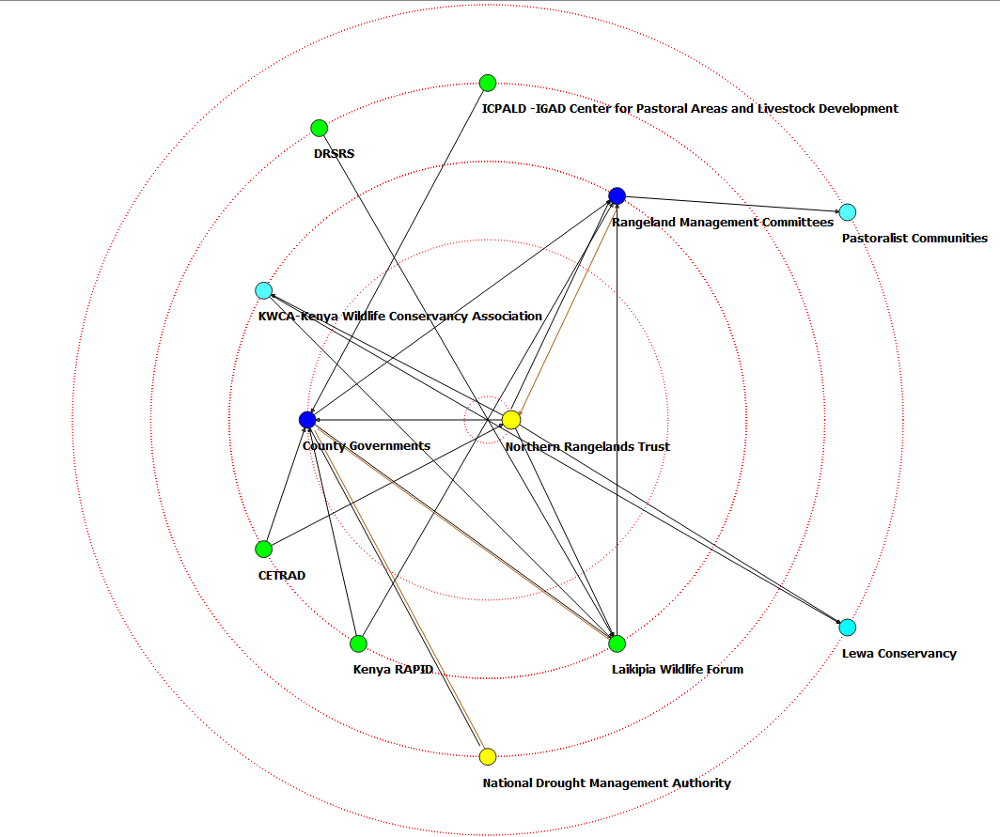 ICPALD -IGAD Center for Pastoral Areas and Livestock Development
DRSRS
Rangeland Management Committees
Pastoralist Communities
KWCA-Kenya Wildlife Conservancy Association
County Governments
Northern Rangelands Trust
CETRAD
Lewa Conservancy
Kenya RAPID
Laikipia Wildlife Forum
National Drought Management Authority